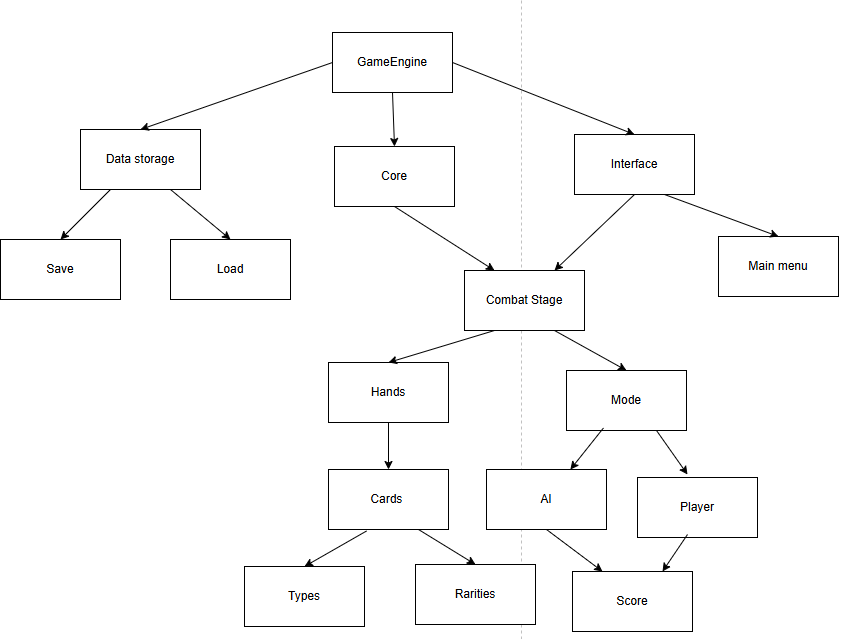 GameEngine
Data storage
Core
Interface
Save
Load
Combat Stage
Main menu
Hands
Mode
Cards
AI
Player
Types
Rarities
Score